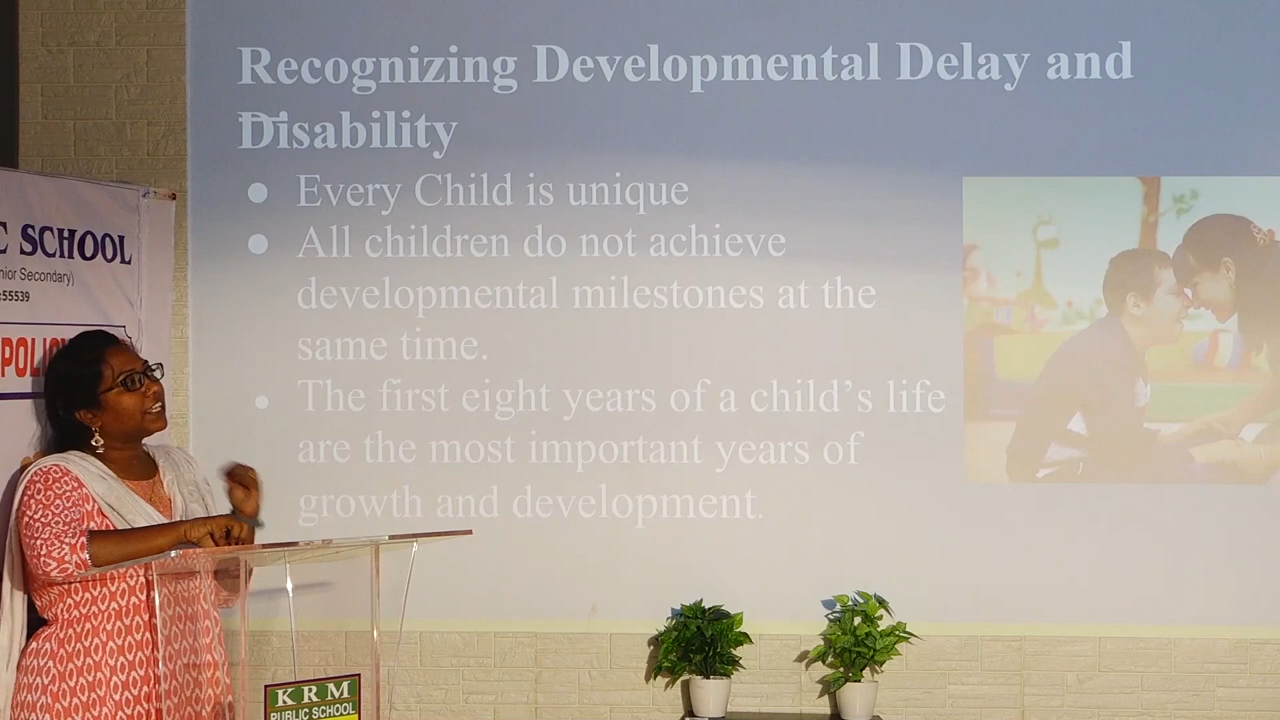 Recognizing Developmental Delay and
Disability
● Every Child is unique
● All children do not achieve
developmental milestones at the
same time.
● The first eight years of a child’s life
are the most important years of
growth and development.
SCHOOL
Secondary)
55539
KRM
PUBLIC SCHOOL